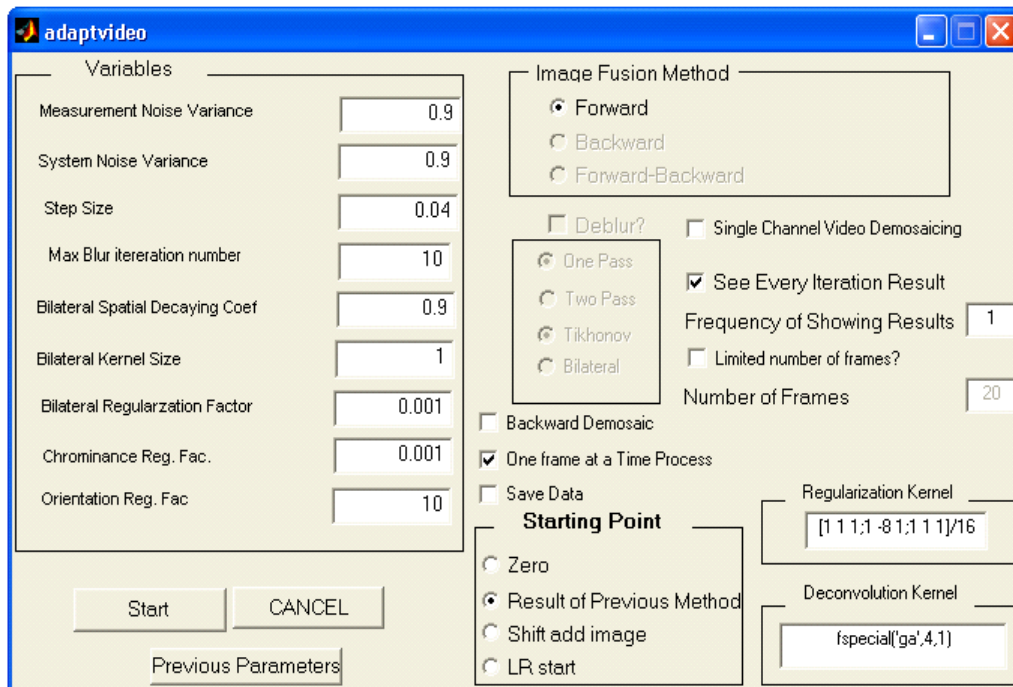 adaptvideo
Variables
Measurement Noise Variance 0.9
System Noise Variance 0.9
Step Size 0.04
Max Blur itereration number 10
Bilateral Spatial Decaying Coef 0.9
Bilateral Kernel Size 1
Bilateral Regularzation Factor 0.001
Chrominance Reg. Fac. 0.001
Orientation Reg. Fac 10
Start
CANCEL
Previous Parameters
Image Fusion Method
Forward
Backward
Forward-Backward
Deblur?
One Pass
Two Pass
Tikhonov
Bilateral
Single Channel Video Demosaicing
See Every Iteration Result
Frequency of Showing Results 1
Limited number of frames?
Number of Frames 20
Backward Demosaic
One frame at a Time Process
Save Data
Starting Point
Zero
Result of Previous Method
Shift add image
LR start
Regularization Kernel
[1 1 1;1 -8 1;1 1 1]/16
Deconvolution Kernel
fspecial('ga',4,1)